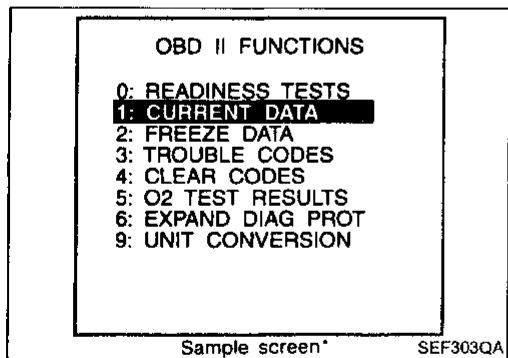 OBD II FUNCTIONS
0: READINESS TESTS
1: CURRENT DATA
2: FREEZE DATA
3: TROUBLE CODES
4: CLEAR CODES
5: O2 TEST RESULTS
6: EXPAND DIAG PROT
9: UNIT CONVERSION
Sample screen*
SEF303QA